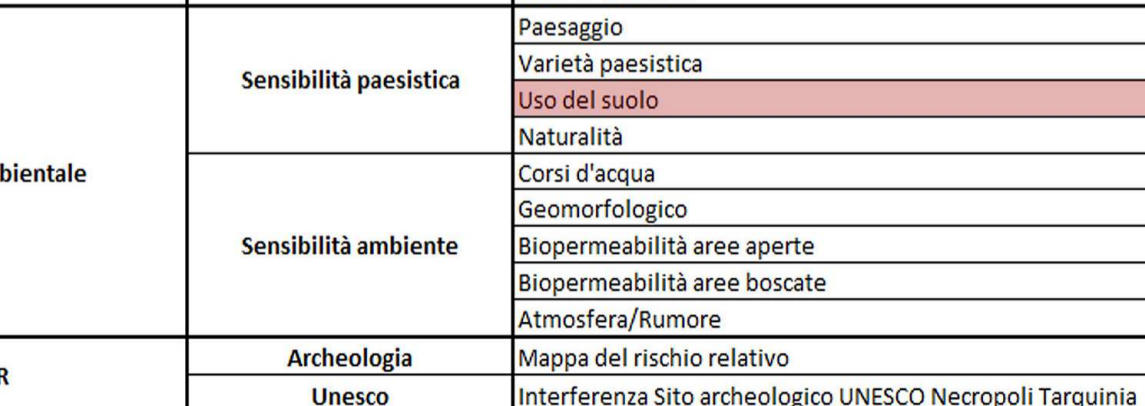 Paesaggio
Varietà paesistica
Sensibilità paesistica
Uso del suolo
Naturalità
bientale
Corsi d'acqua
Geomorfologico
Sensibilità ambiente
Biopermeabilità aree aperte
Biopermeabilità aree boscate
Atmosfera/Rumore
R
Archeologia
Mappa del rischio relativo
Unesco
Interferenza Sito archeologico UNESCO Necropoli Tarquinia